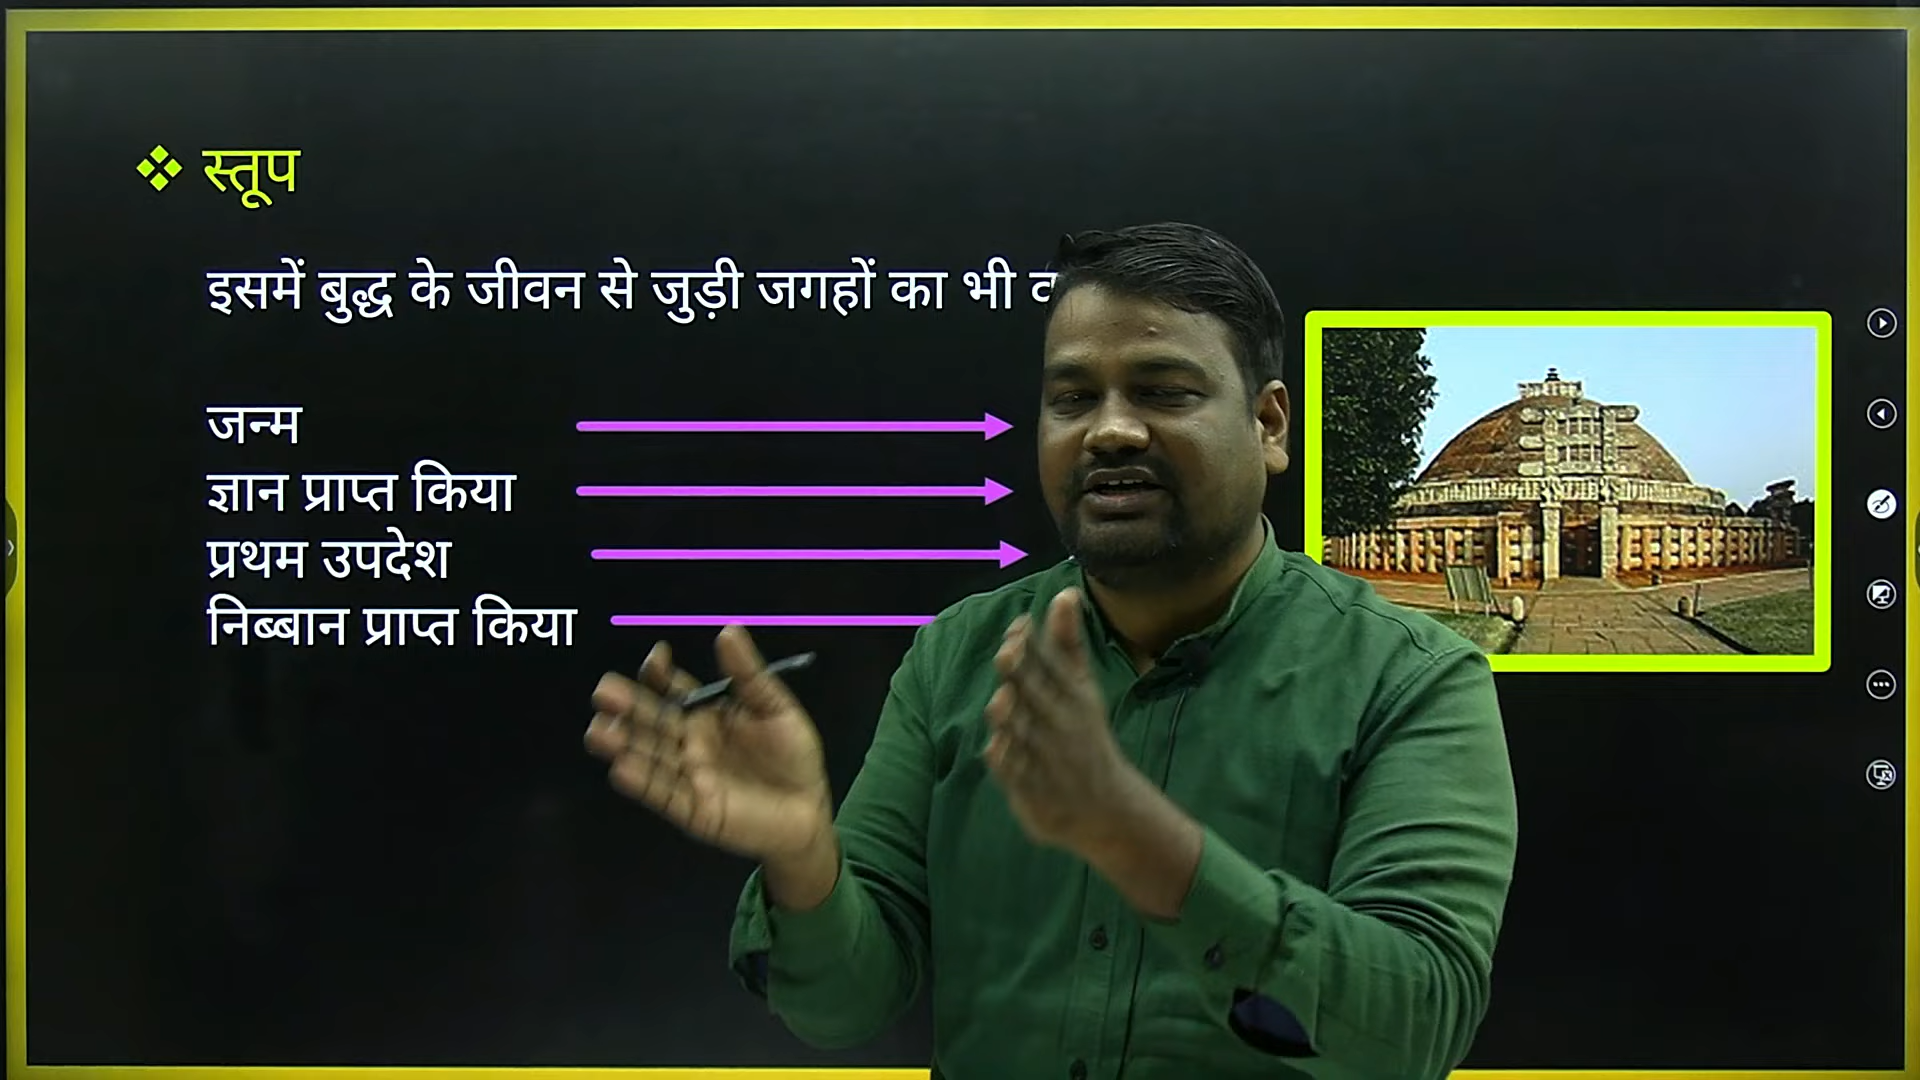 स्तूप
इसमें बुद्ध के जीवन से जुड़ी जगहों का भी
जन्म
ज्ञान प्राप्त किया
प्रथम उपदेश
निब्बान प्राप्त किया